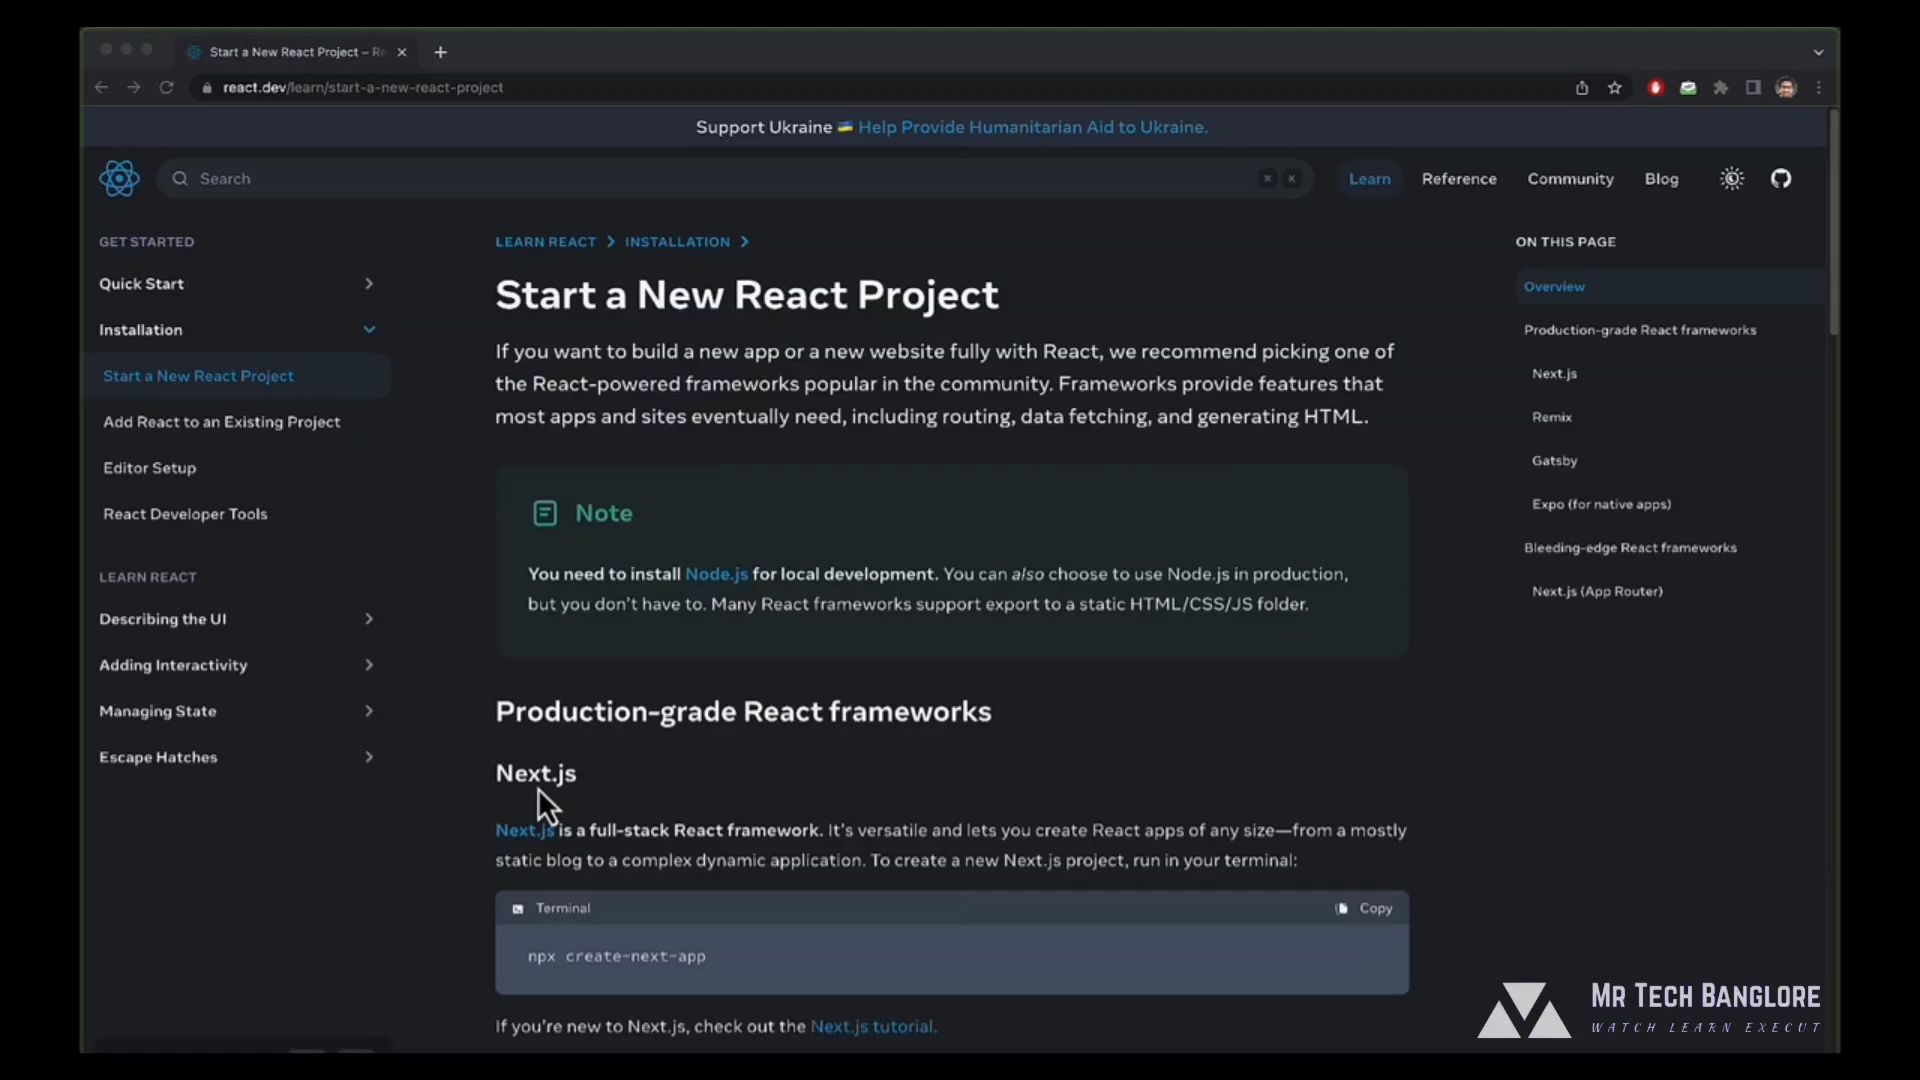 Start a New React Project – Re
react.dev/learn/start-a-new-react-project
Support Ukraine Help Provide Humanitarian Aid to Ukraine.
Search
K
Learn
Reference
Community
Blog
GET STARTED
Quick Start
Installation
Start a New React Project
Add React to an Existing Project
Editor Setup
React Developer Tools
LEARN REACT
Describing the UI
Adding Interactivity
Managing State
Escape Hatches
LEARN REACT
INSTALLATION
Start a New React Project
If you want to build a new app or a new website fully with React, we recommend picking one of
the React-powered frameworks popular in the community. Frameworks provide features that
most apps and sites eventually need, including routing, data fetching, and generating HTML.
Note
You need to install Node.js for local development. You can also choose to use Node.js in production,
but you don't have to. Many React frameworks support export to a static HTML/CSS/JS folder.
Production-grade React frameworks
Next.js
Next.js is a full-stack React framework. It's versatile and lets you create React apps of any size—from a mostly
static blog to a complex dynamic application. To create a new Next.js project, run in your terminal:
Terminal
Copy
npx create-next-app
If you're new to Next.js, check out the Next.js tutorial.
ON THIS PAGE
Overview
Production-grade React frameworks
Next.js
Remix
Gatsby
Expo (for native apps)
Bleeding-edge React frameworks
Next.js (App Router)
MR TECH BANGLORE
WATCH LEARN EXECUT